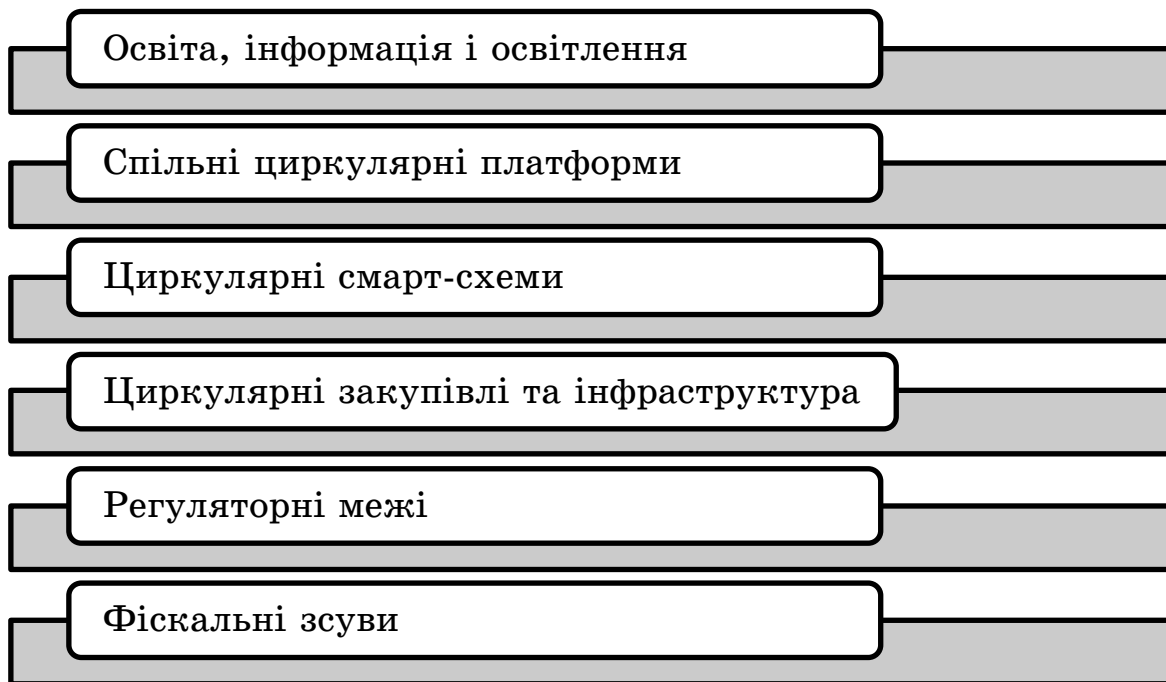 Освіта, інформація і освітлення
Спільні циркулярні платформи
Циркулярні смарт-схеми
Циркулярні закупівлі та інфраструктура
Регуляторні межі
Фіскальні зсуви